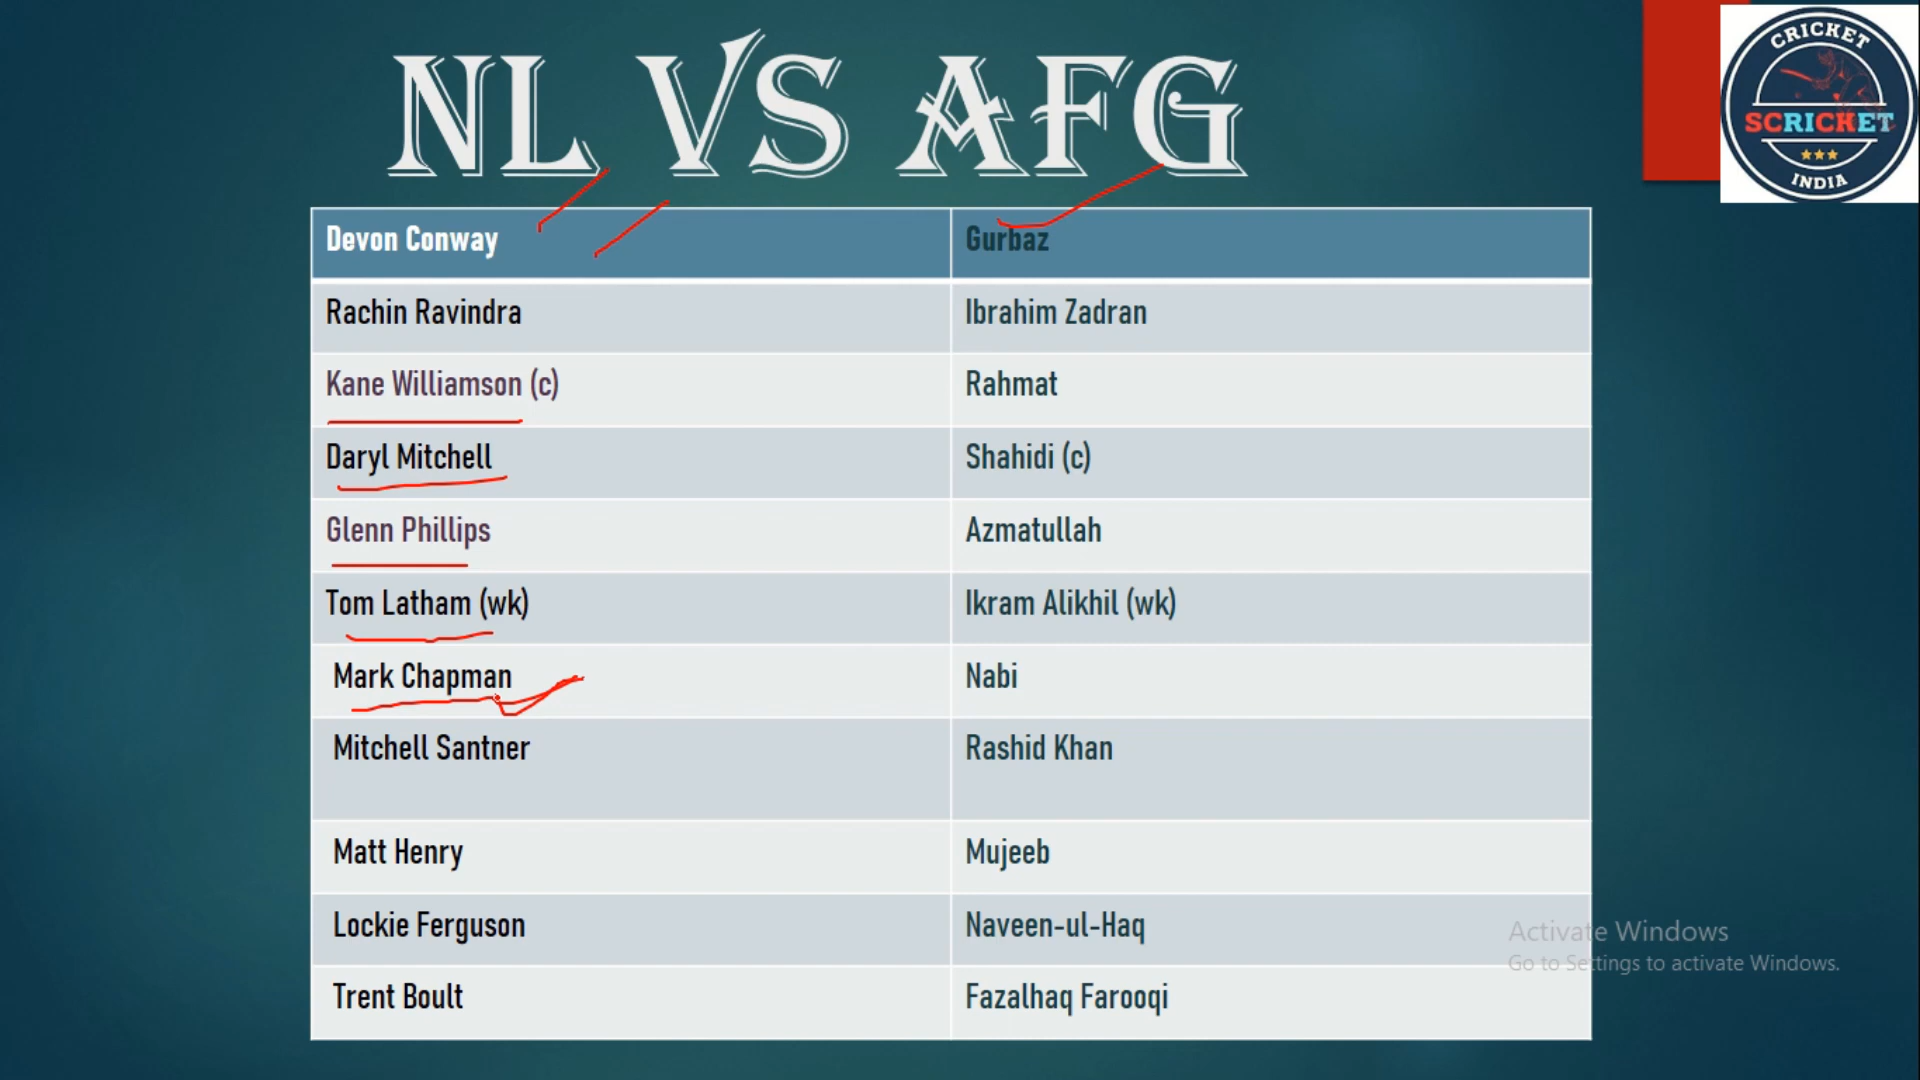 NL VS AFG
CRICKET
SCRICKET
INDIA
Devon Conway Gurbaz
Rachin Ravindra Ibrahim Zadran
Kane Williamson (c) Rahmat
Daryl Mitchell Shahidi (c)
Glenn Phillips Azmatullah
Tom Latham (wk) Ikram Alikhil (wk)
Mark Chapman Nabi
Mitchell Santner Rashid Khan
Matt Henry Mujeeb
Lockie Ferguson Naveen-ul-Haq
Trent Boult Fazalhaq Farooqi
Activate Windows
Go to Settings to activate Windows.